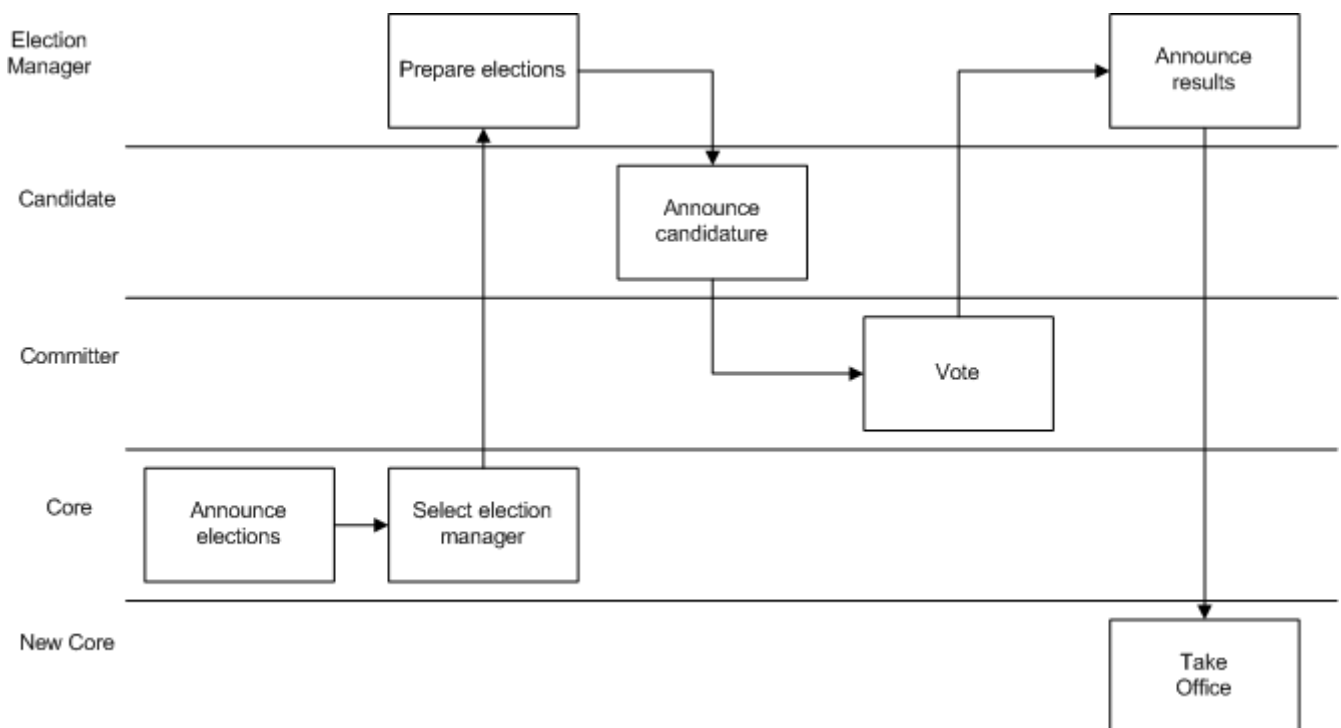 Election
Manager
Prepare elections
Announce
results
Candidate
Announce
candidature
Committer
Vote
Core
Announce
elections
Select election
manager
New Core
Take
Office